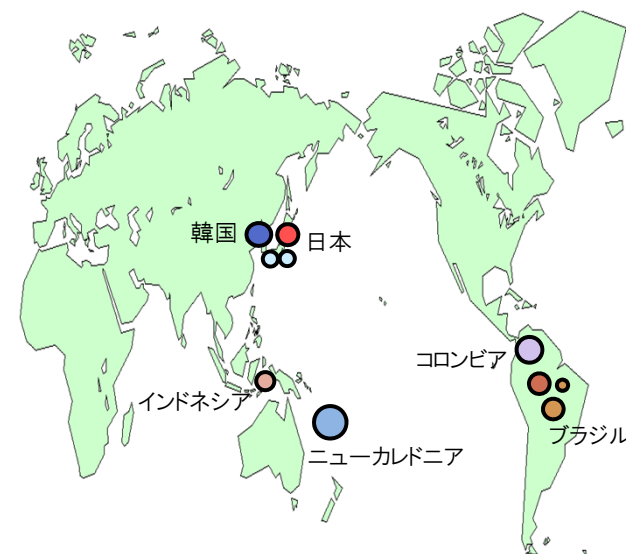 韓国
日本
コロンビア
インドネシア
ブラジル
ニューカレドニア